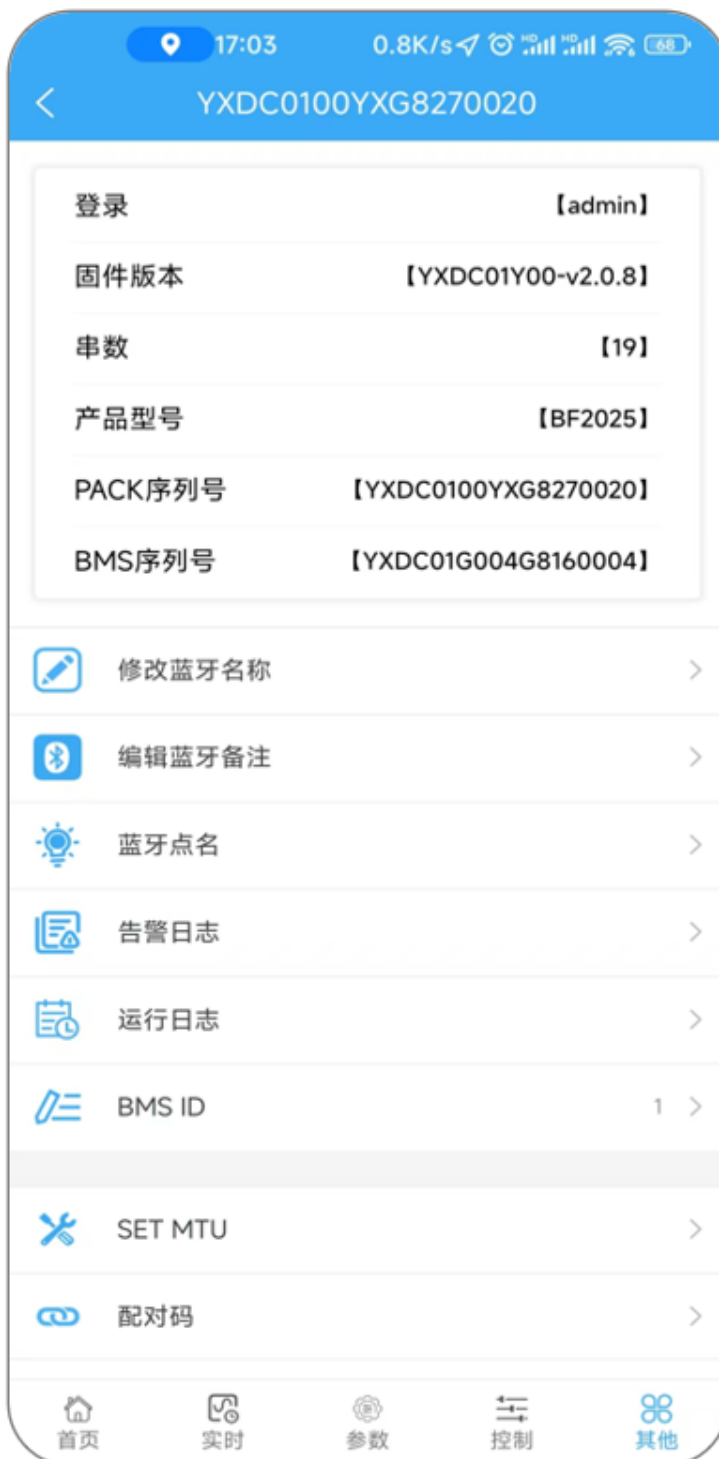 17:03 0.8K/s HD HD 68
YXDC0100YXG8270020
登录 【admin】
固件版本 【YXDC01Y00-v2.0.8】
串数 【19】
产品型号 【BF2025】
PACK序列号 【YXDC0100YXG8270020】
BMS序列号 【YXDC01G004G8160004】
修改蓝牙名称
编辑蓝牙备注
蓝牙点名
告警日志
运行日志
BMS ID 1
SET MTU
配对码
首页 实时 参数 控制 其他